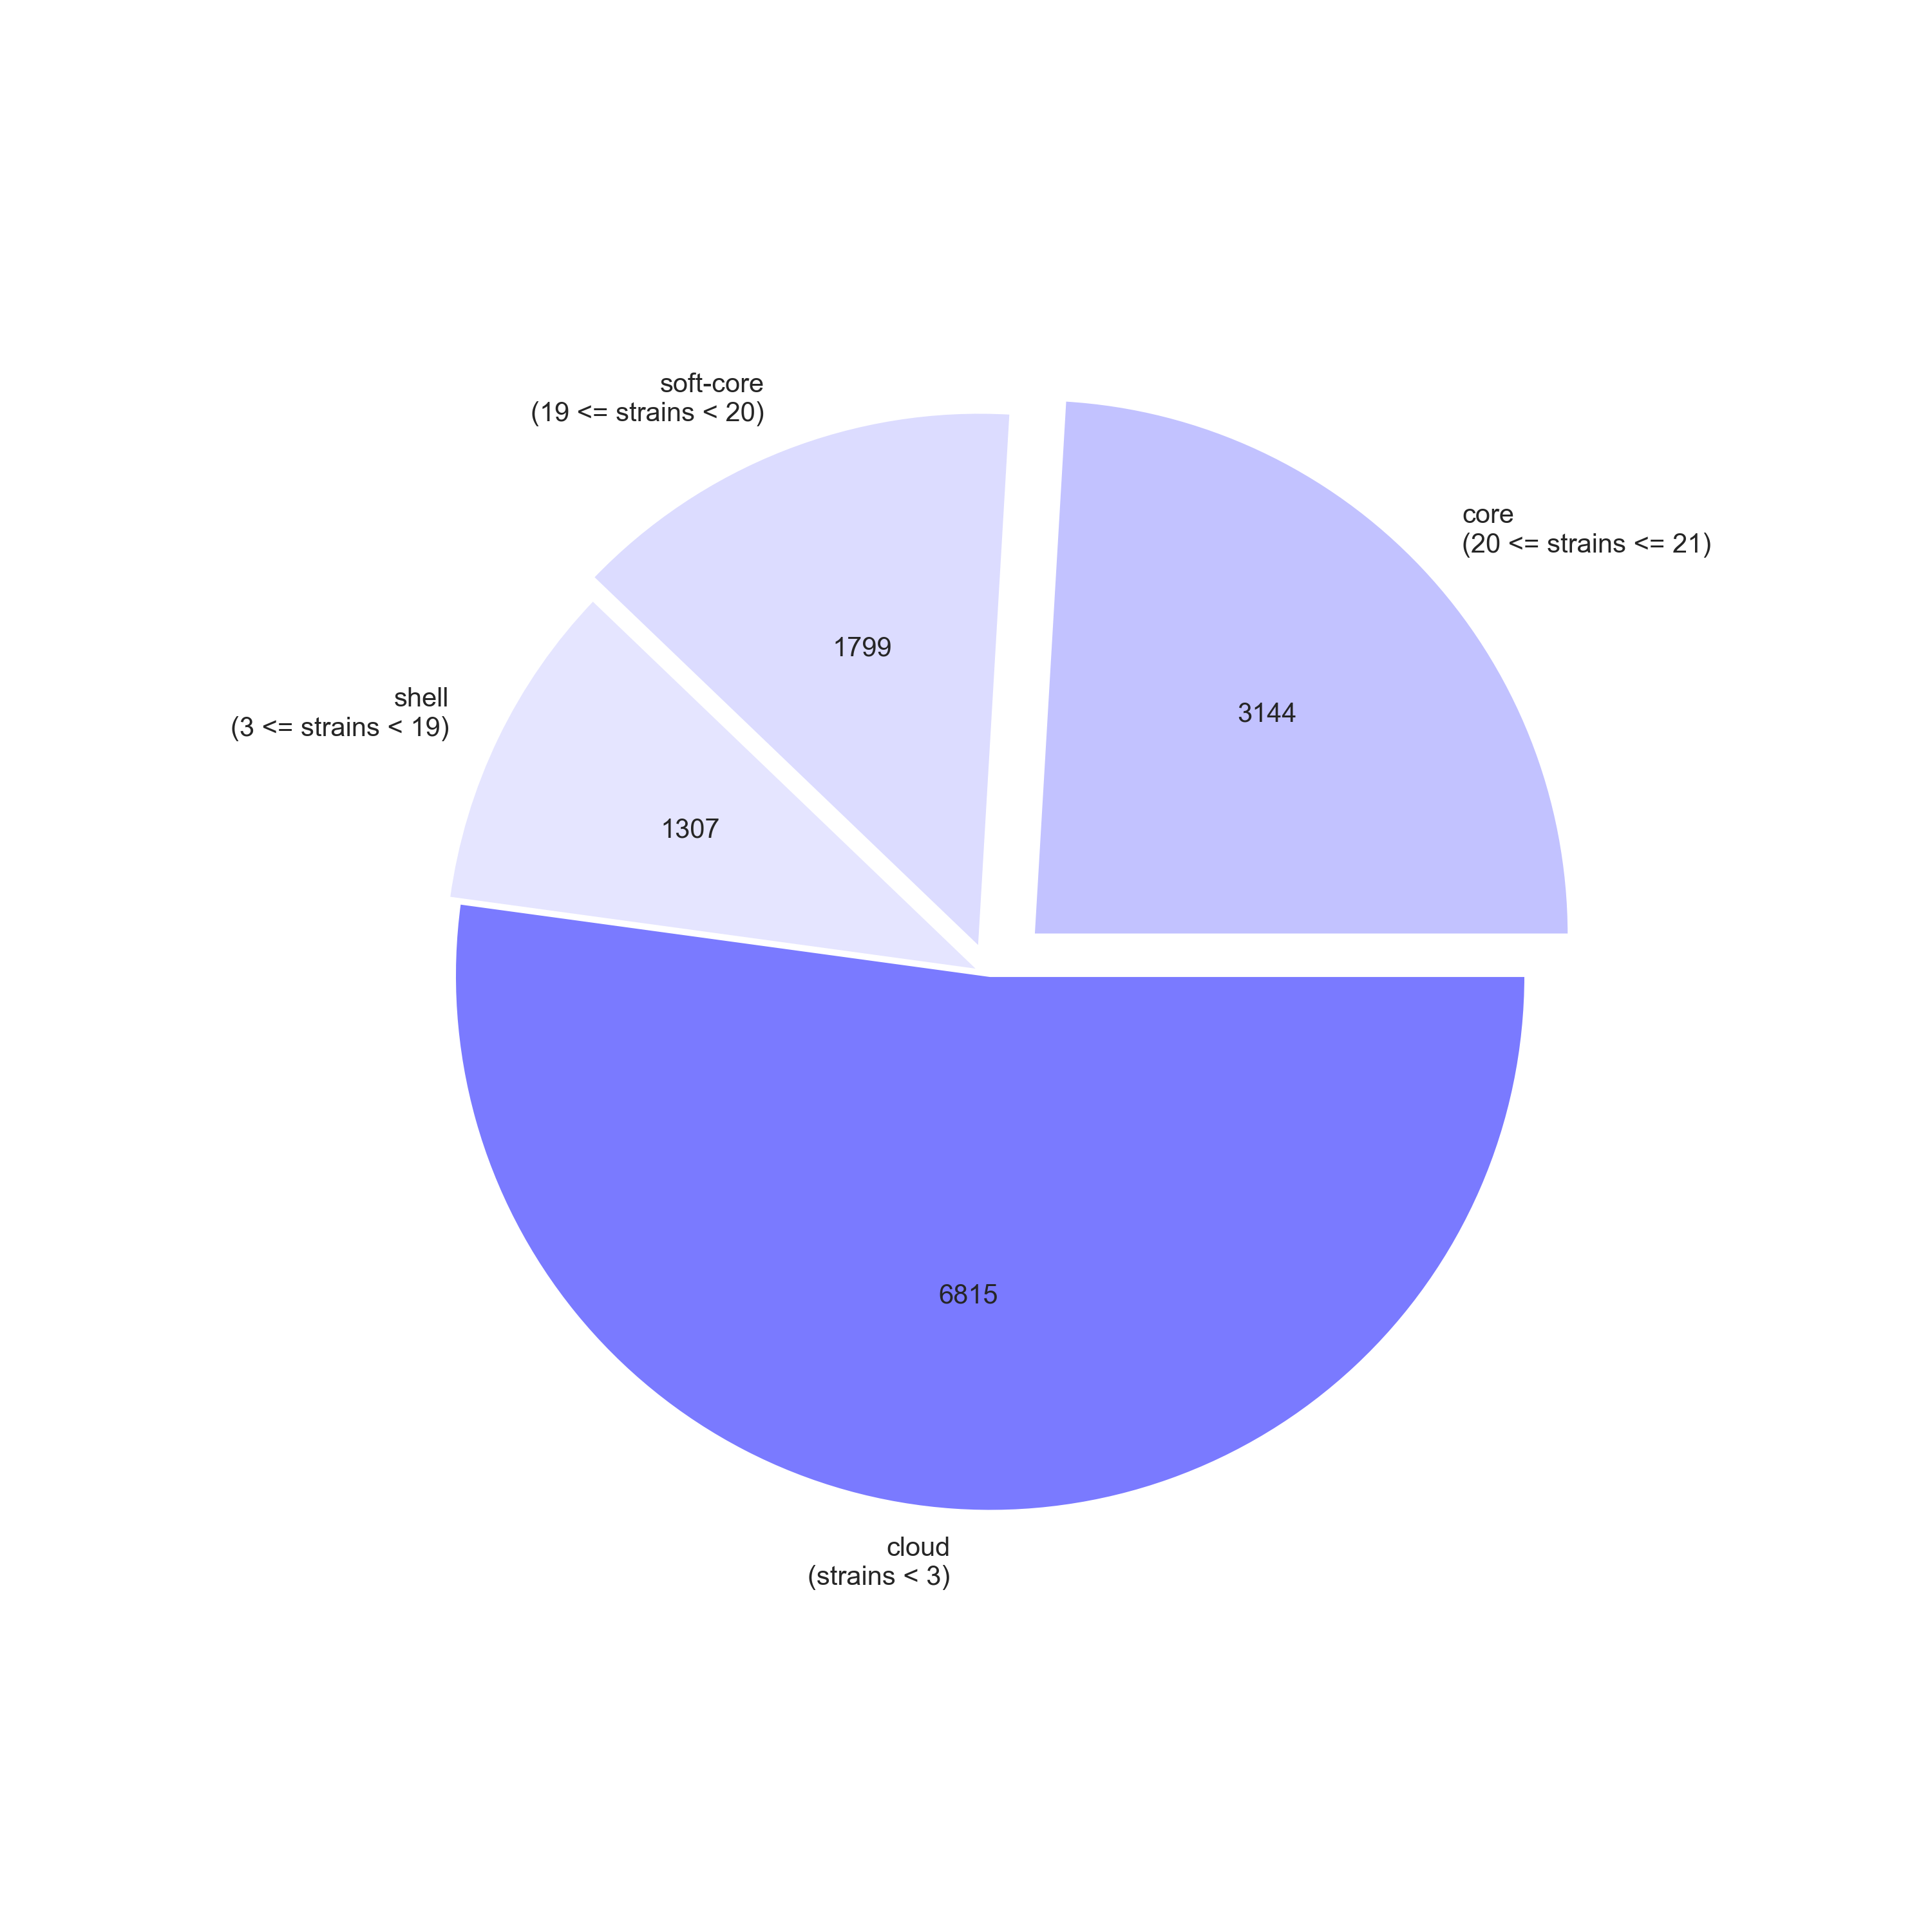 soft-core
(19 <= strains < 20)
core
(20 <= strains <= 21)
1799
3144
shell
(3 <= strains < 19)
1307
6815
cloud
(strains < 3)